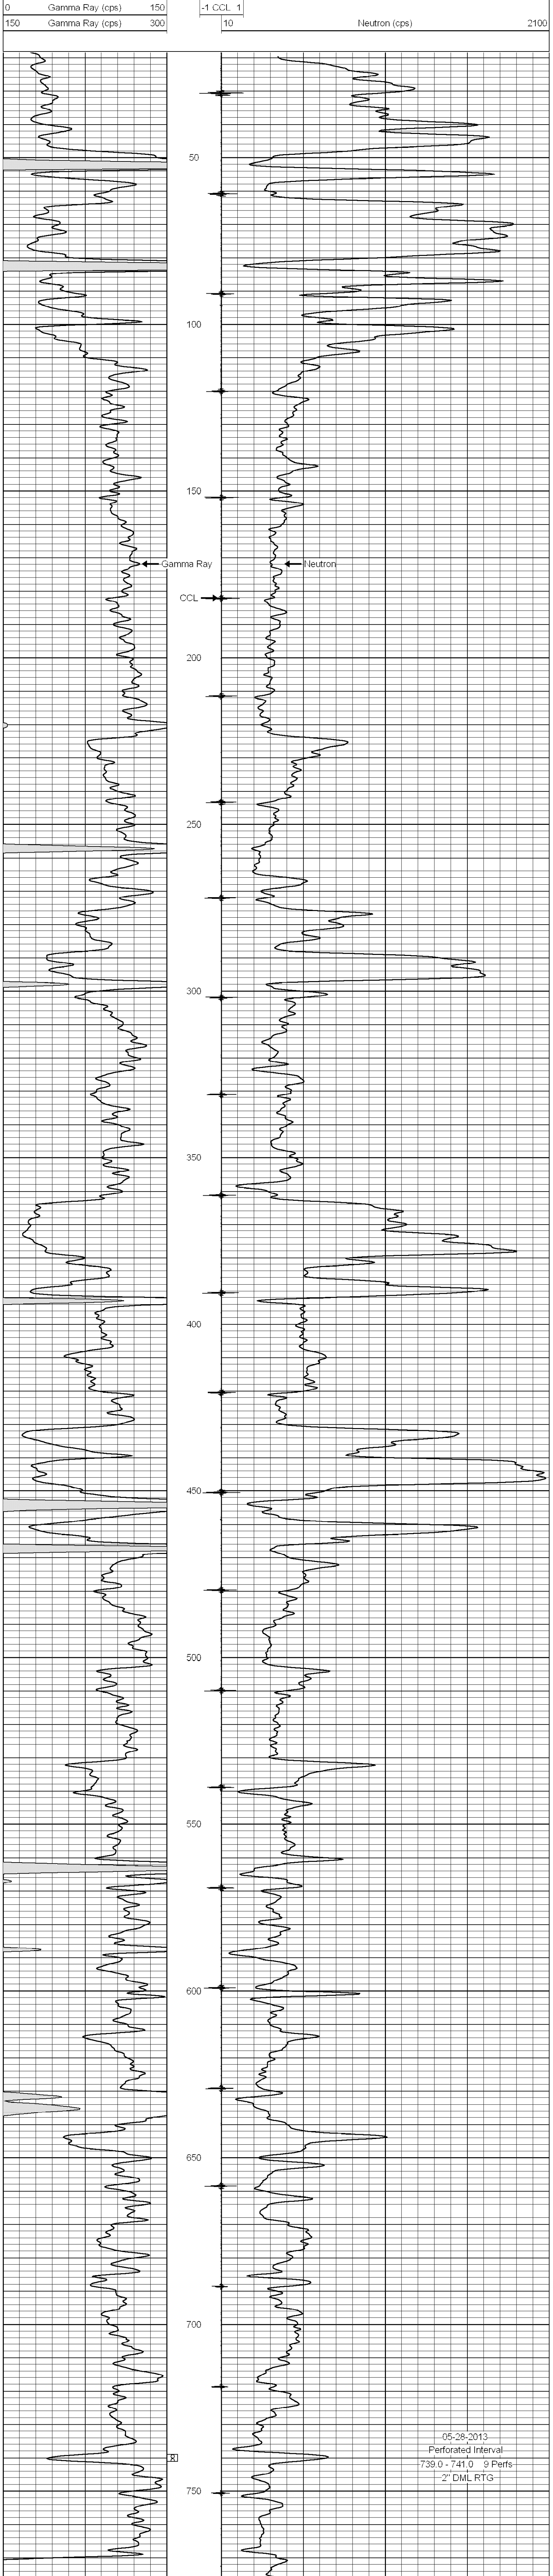 0 Gamma Ray (cps) 150 -1 CCL 1
150 Gamma Ray (cps) 300 10 Neutron (cps) 2100
50
100
150
Gamma Ray Neutron
CCL
200
250
300
350
400
450
500
550
600
650
700
05-28-2013
Perforated Interval
739.0 - 741.0 9 Perfs
2" DML RTG
750